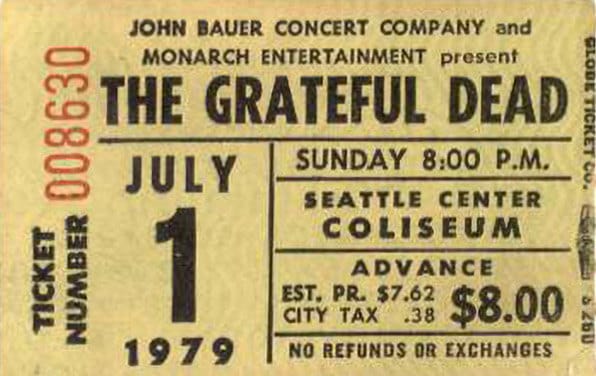 JOHN BAUER CONCERT COMPANY and
MONARCH ENTERTAINMENT present
THE GRATEFUL DEAD
JULY
1
1979
SUNDAY 8:00 P.M.
SEATTLE CENTER
COLISEUM
ADVANCE
EST. PR. $7.62
CITY TAX .38
$8.00
NO REFUNDS OR EXCHANGES
TICKET
NUMBER
008630
GLOBE TICKET CO.